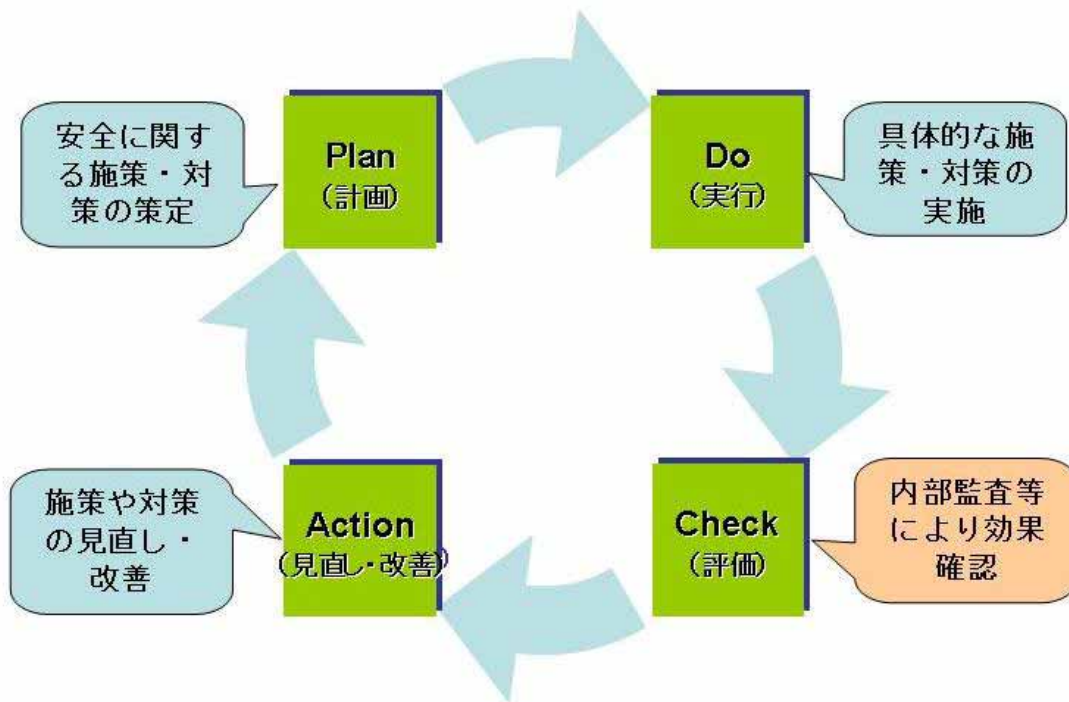 安全に関す
る施策・対
策の策定
Plan
(計画)
Do
(実行)
具体的な施
策・対策の
実施
施策や対策
の見直し・
改善
Action
(見直し・改善)
Check
(評価)
内部監査等
により効果
確認